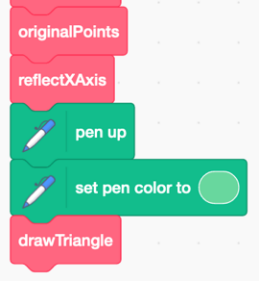 originalPoints
reflectXAxis
pen up
set pen color to
drawTriangle